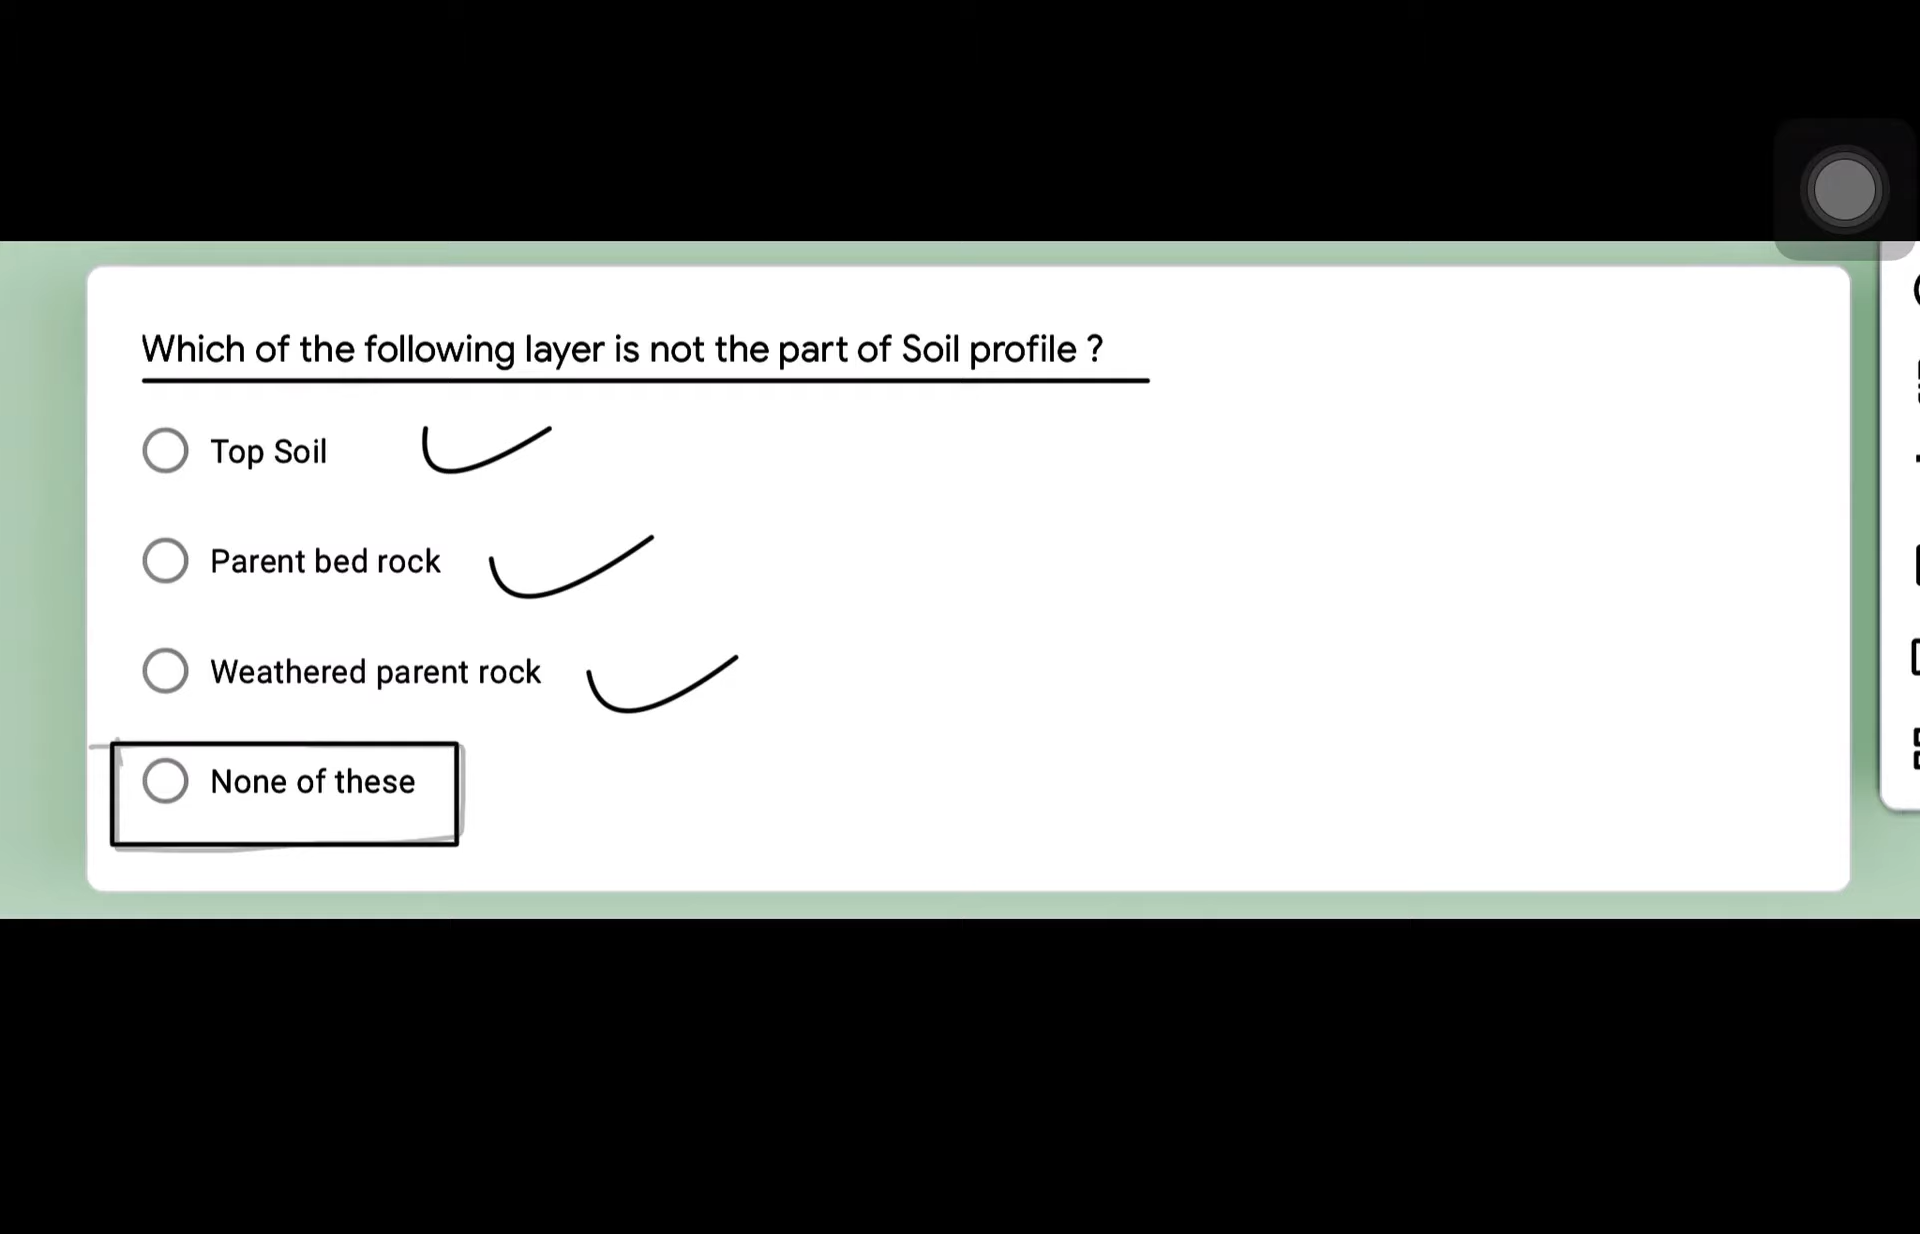 Which of the following layer is not the part of Soil profile ?
Top Soil
Parent bed rock
Weathered parent rock
None of these